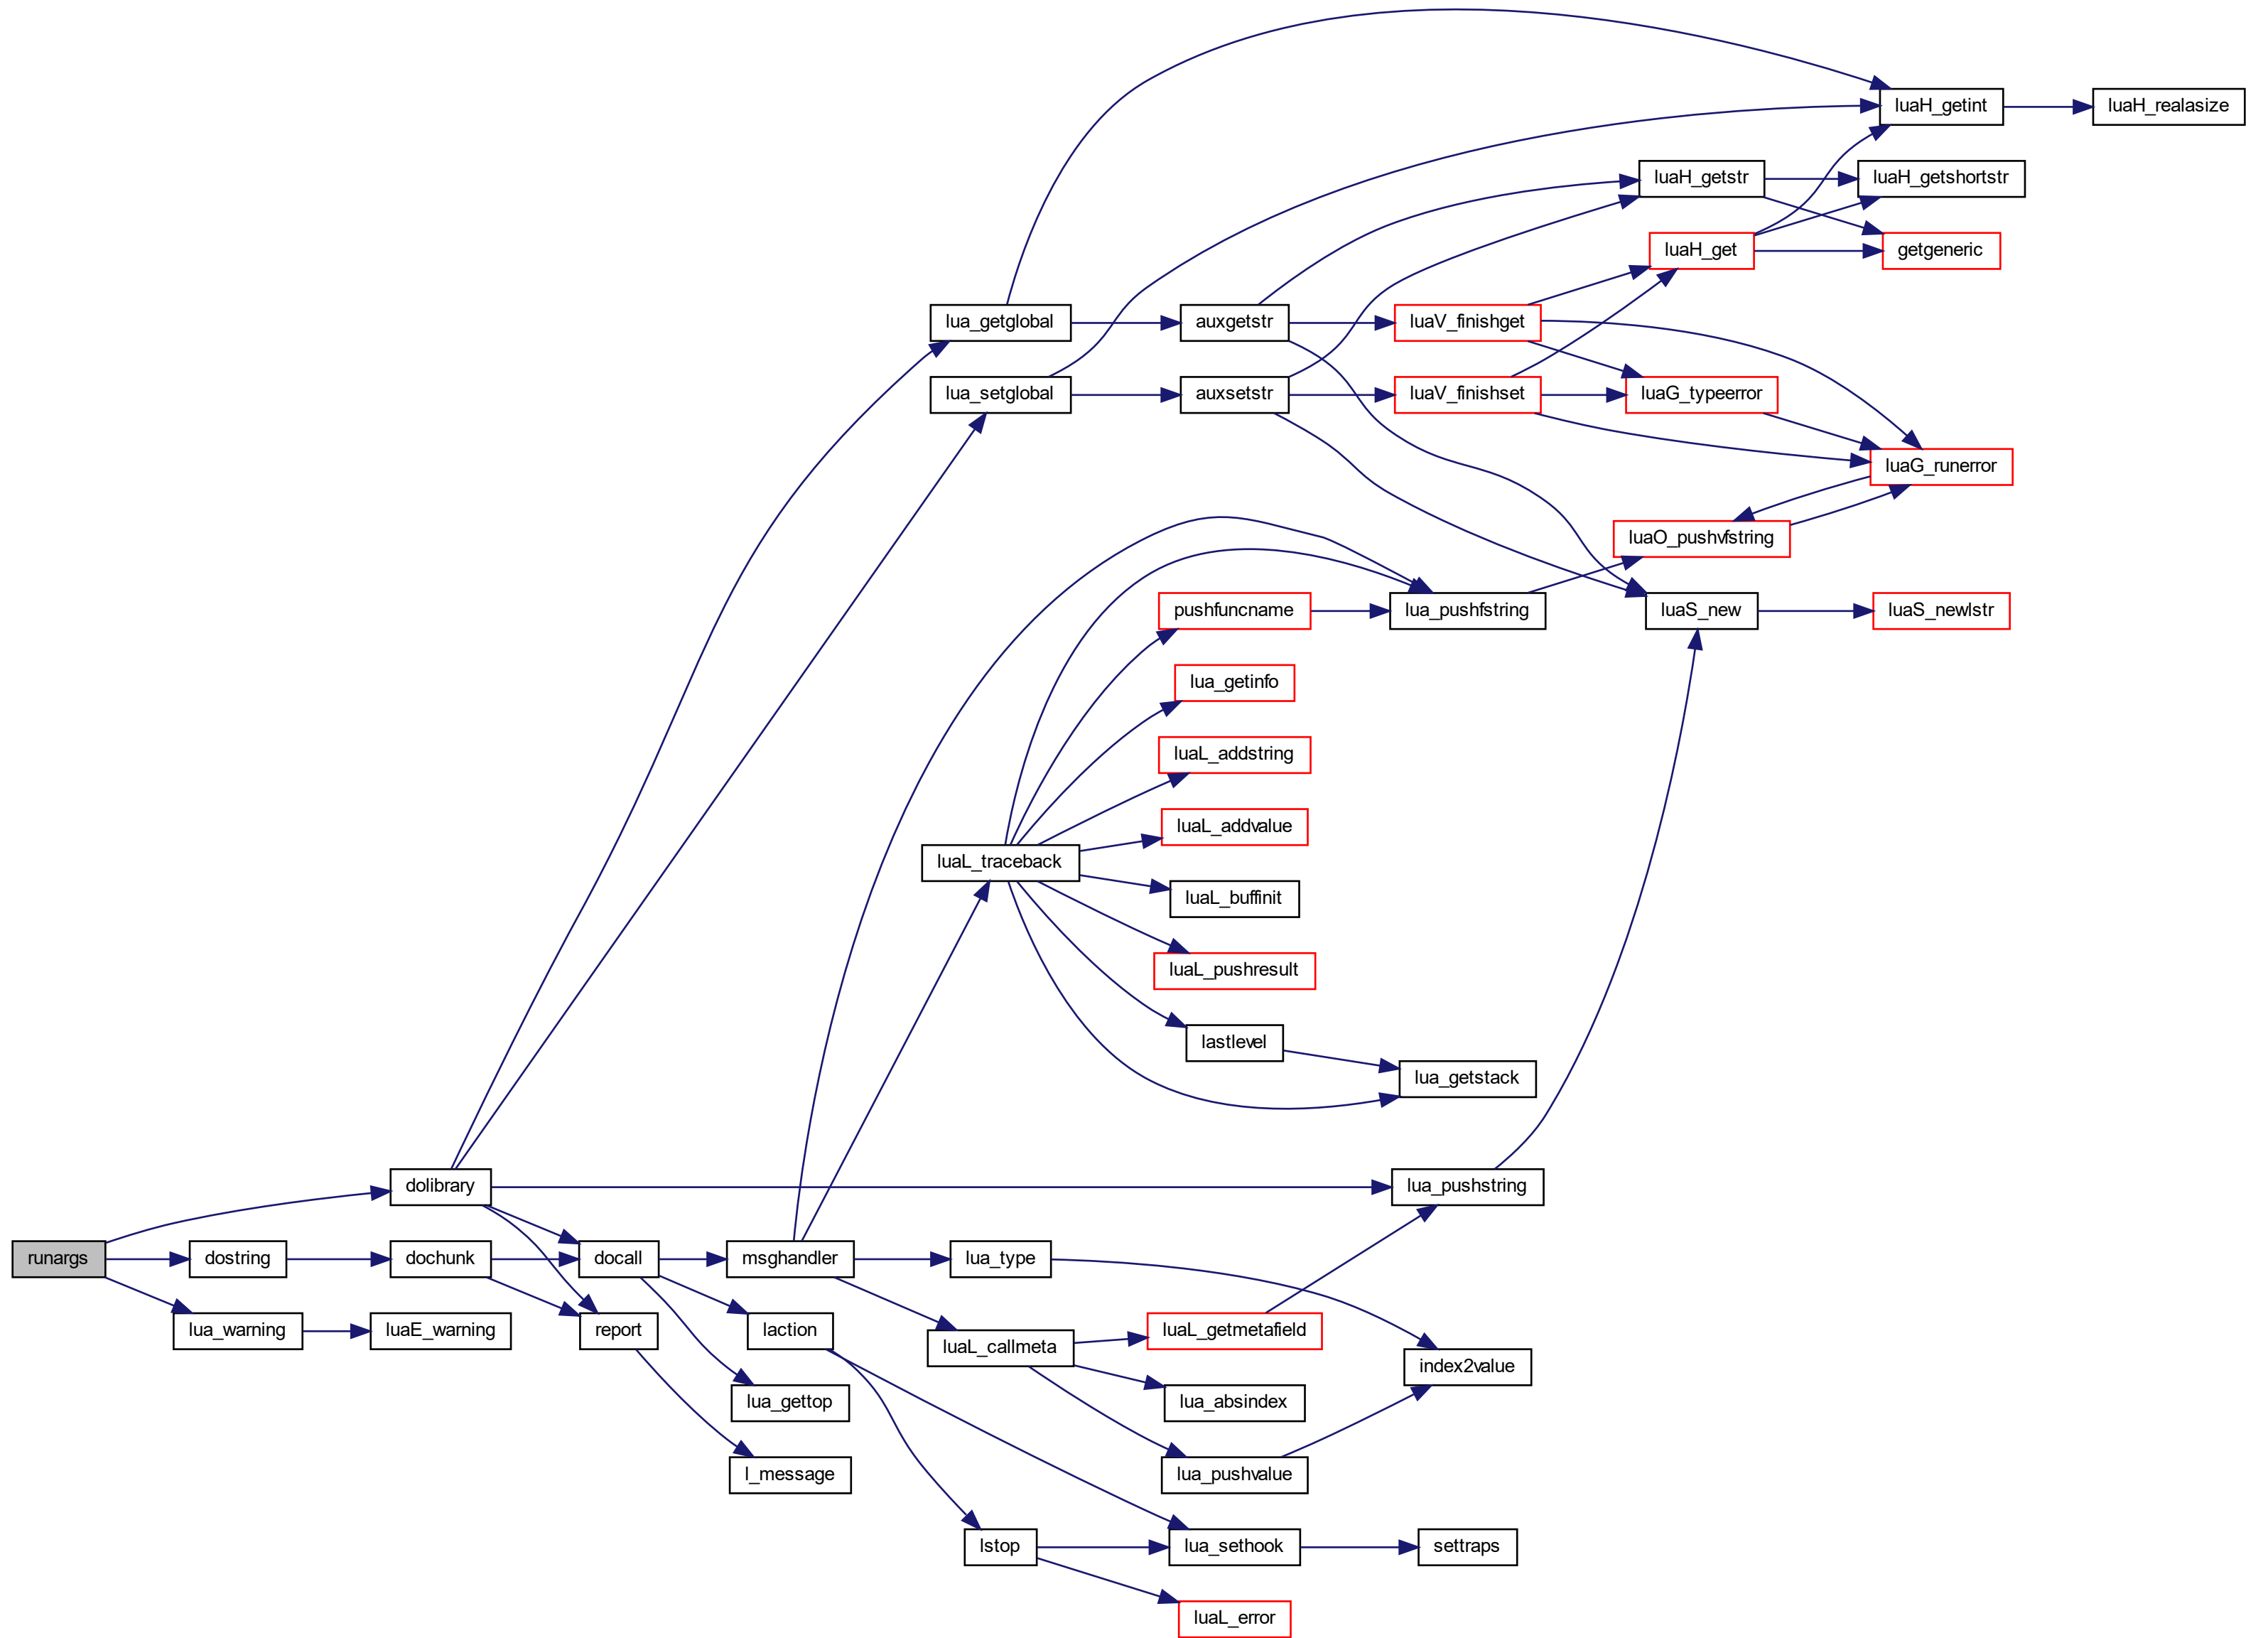 luaH_getint
luaH_realasize
luaH_getstr
luaH_getshortstr
luaH_get
getgeneric
lua_getglobal
auxgetstr
luaV_finishget
lua_setglobal
auxsetstr
luaV_finishset
luaG_typeerror
luaG_runerror
luaO_pushvfstring
pushfuncname
lua_pushfstring
luaS_new
luaS_newlstr
lua_getinfo
luaL_addstring
luaL_addvalue
luaL_traceback
luaL_buffinit
luaL_pushresult
lastlevel
lua_getstack
dolibrary
lua_pushstring
runargs
dostring
dochunk
docall
msghandler
lua_type
lua_warning
luaE_warning
report
laction
luaL_callmeta
luaL_getmetafield
index2value
lua_gettop
lua_absindex
l_message
lua_pushvalue
lstop
lua_sethook
settraps
luaL_error